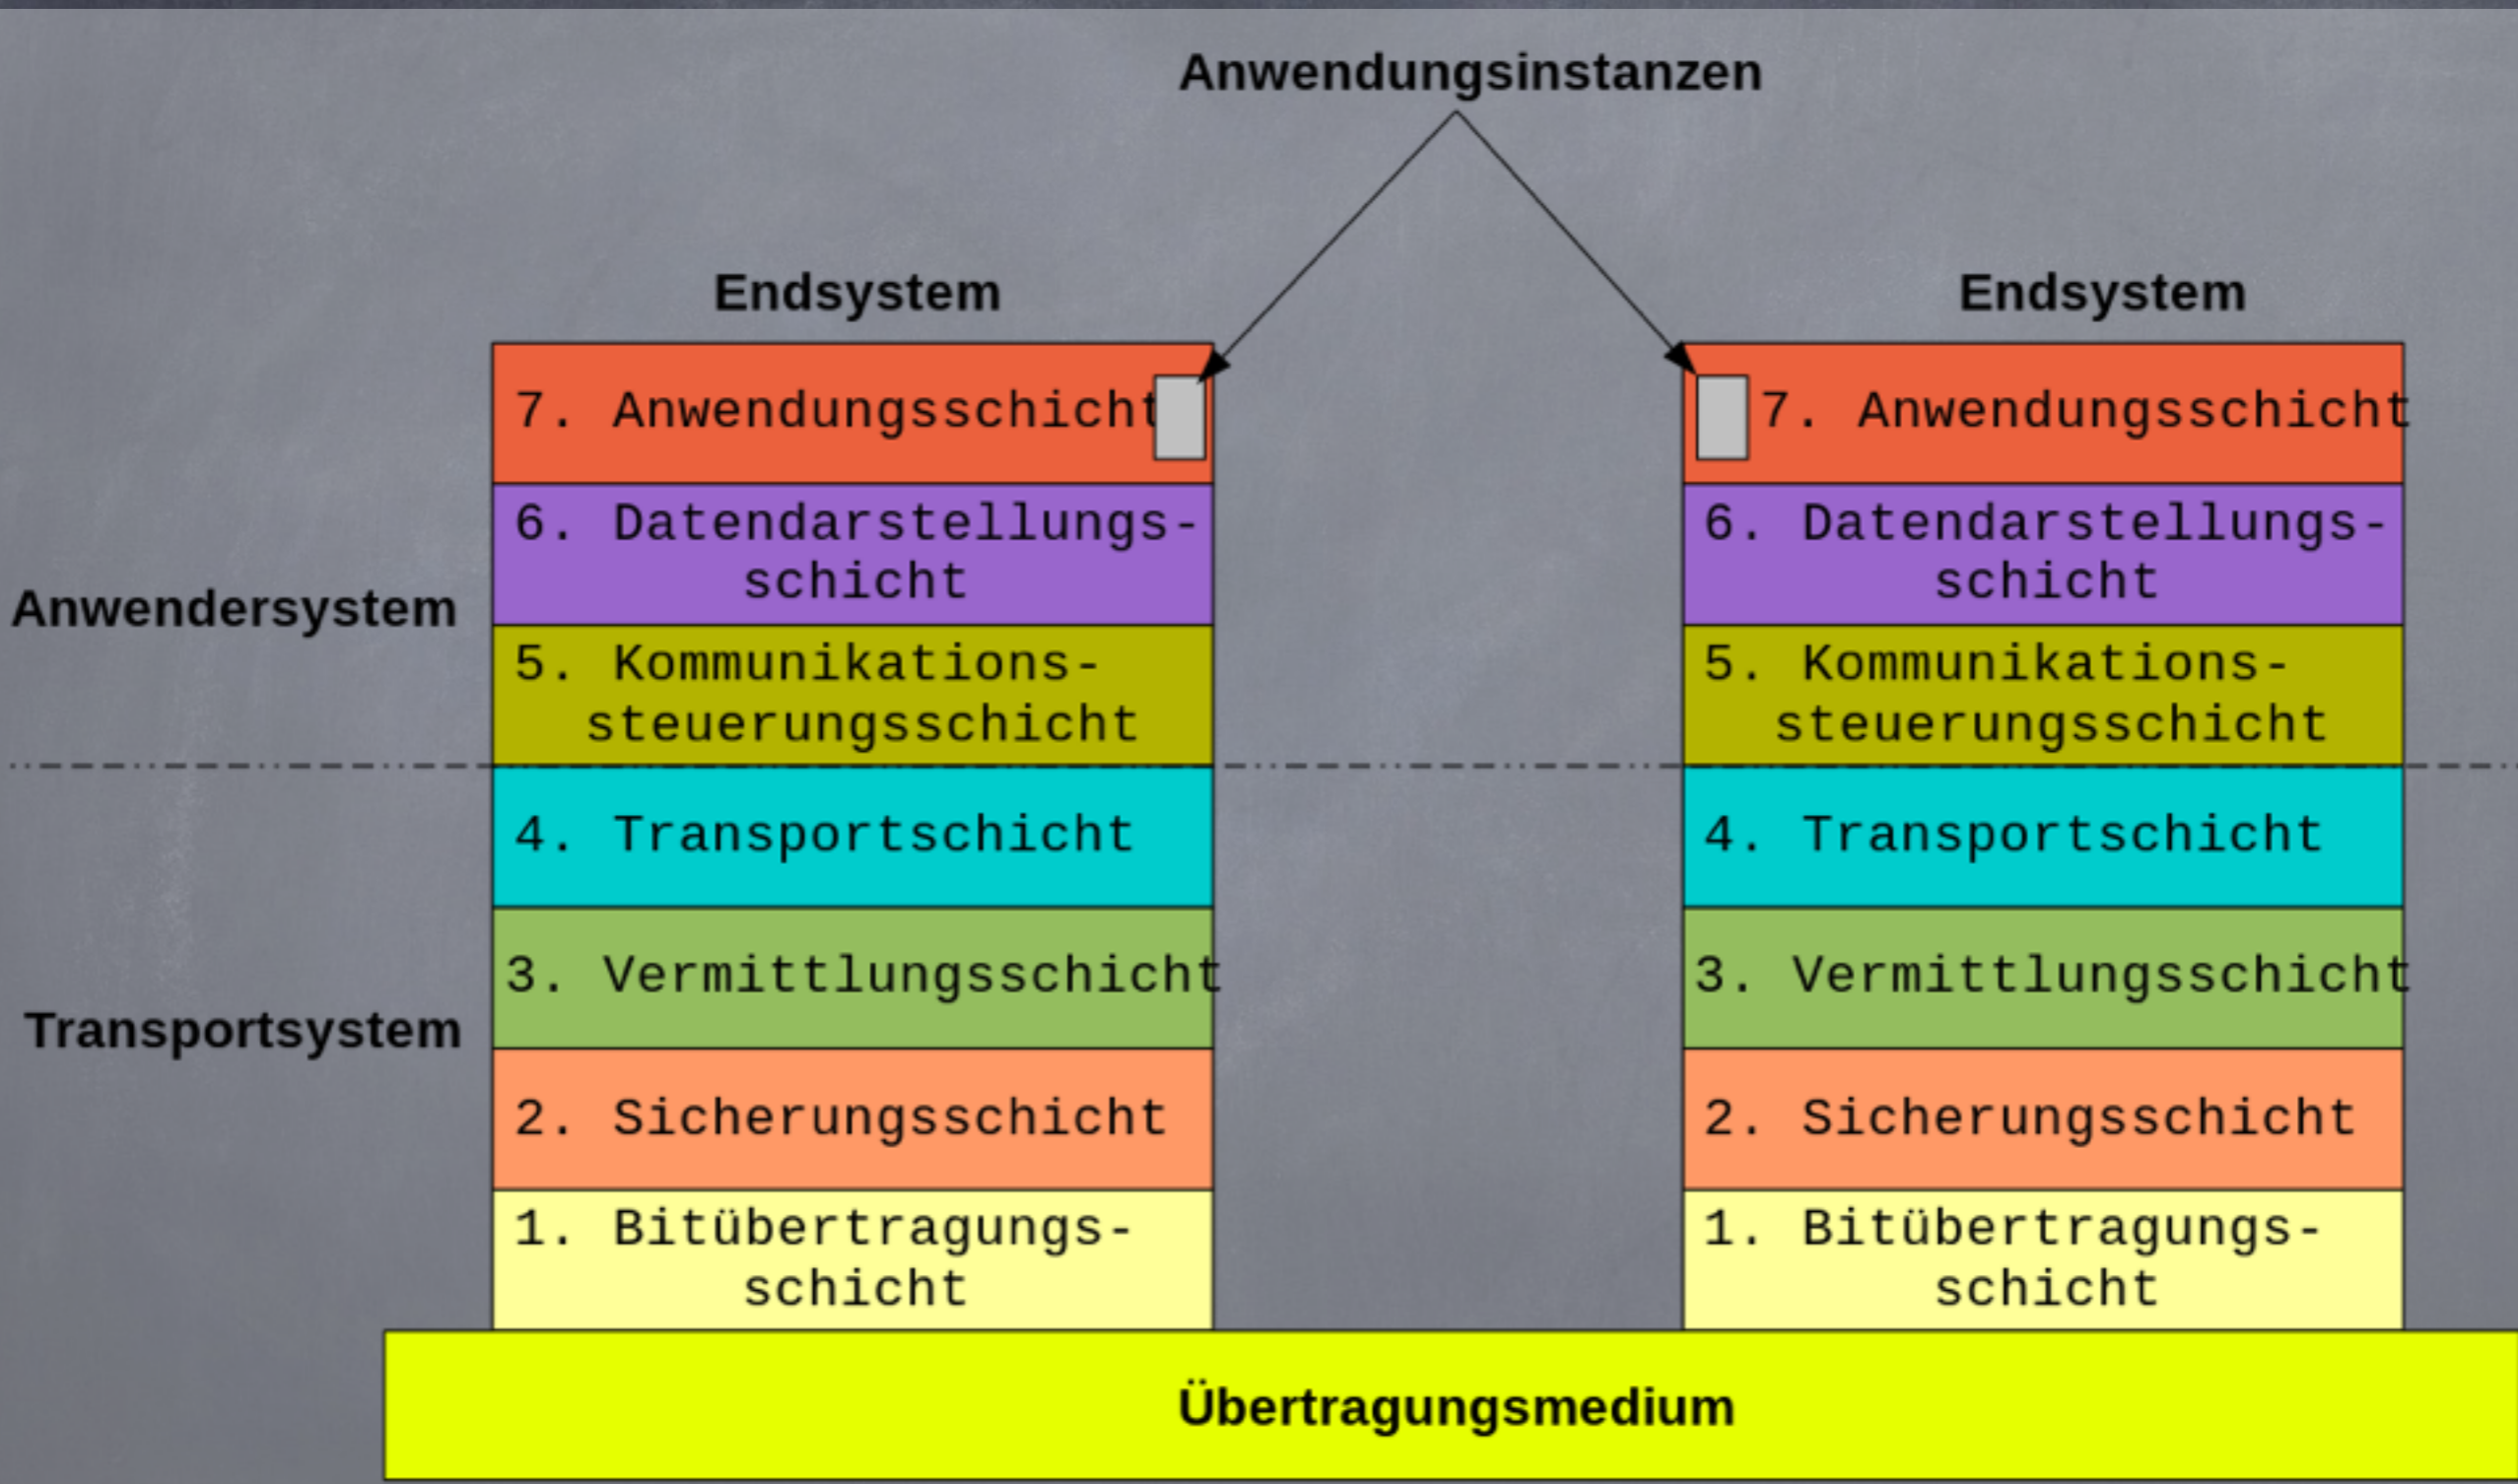 Anwendungsinstanzen
Endsystem
Endsystem
7. Anwendungsschicht
7. Anwendungsschicht
6. Datendarstellungs-
schicht
6. Datendarstellungs-
schicht
Anwendersystem
5. Kommunikations-
steuerungsschicht
5. Kommunikations-
steuerungsschicht
4. Transportschicht
4. Transportschicht
3. Vermittlungsschicht
3. Vermittlungsschicht
Transportsystem
2. Sicherungsschicht
2. Sicherungsschicht
1. Bitübertragungs-
schicht
1. Bitübertragungs-
schicht
Übertragungsmedium